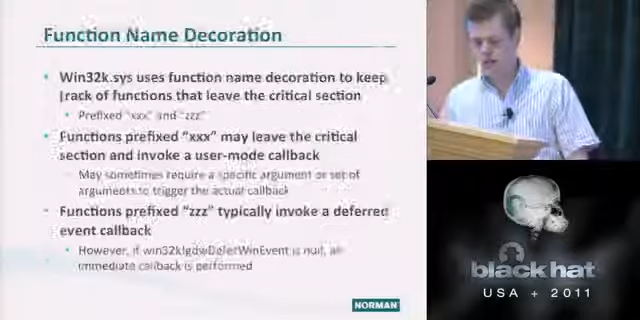 Function Name Decoration
• Win32k.sys uses function name decoration to keep
track of functions that leave the critical section
• Prefixed "xxx" and "zzz"
• Functions prefixed "xxx" may leave the critical
section and invoke a user-mode callback
May sometimes require a specific argument or set of
arguments to trigger the actual callback
• Functions prefixed "zzz" typically invoke a deferred
event callback
• However, if win32k!gdwDeferWinEvent is null, an
immediate callback is performed
NORMAN
black hat
USA + 2011